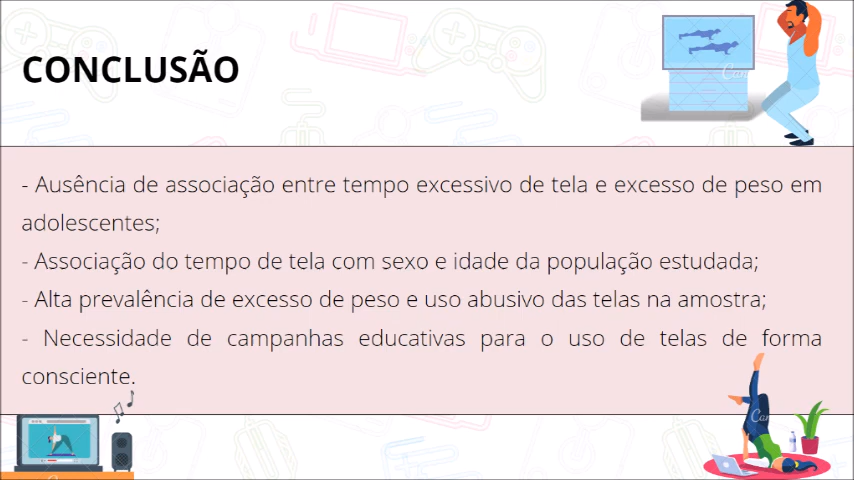 CONCLUSÃO
- Ausência de associação entre tempo excessivo de tela e excesso de peso em
adolescentes;
- Associação do tempo de tela com sexo e idade da população estudada;
- Alta prevalência de excesso de peso e uso abusivo das telas na amostra;
- Necessidade de campanhas educativas para o uso de telas de forma
consciente.